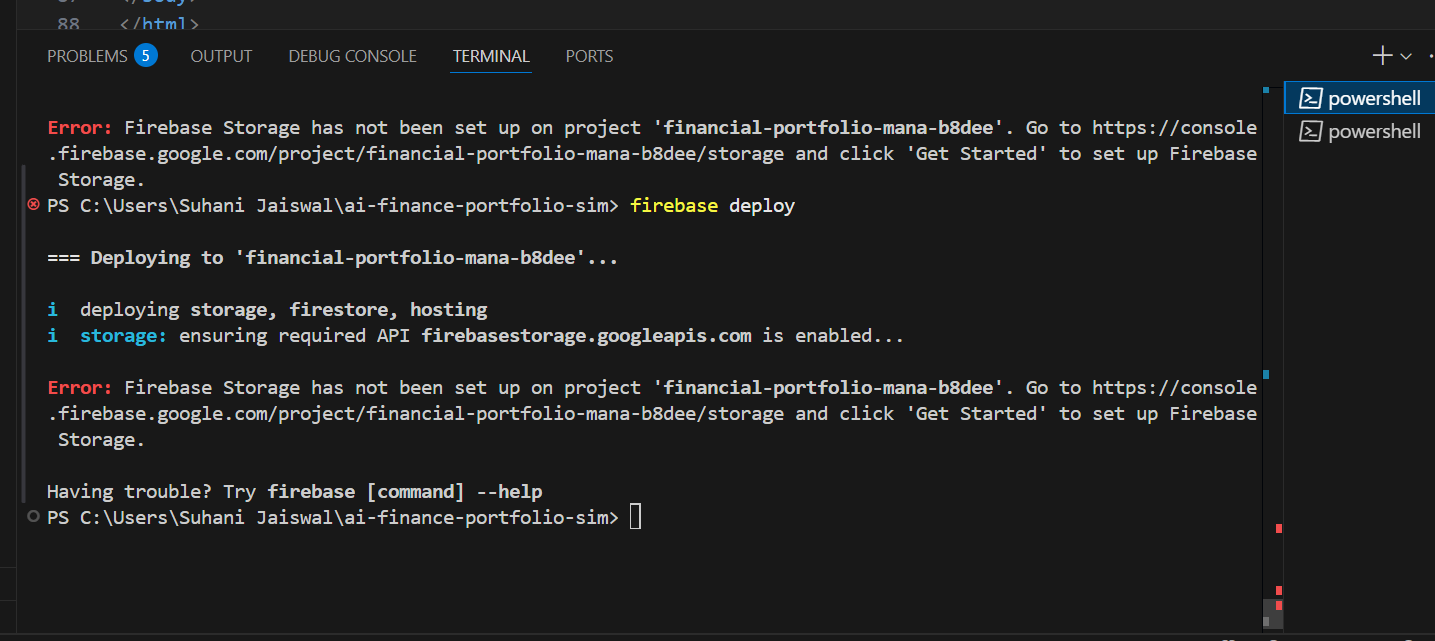 88 </html>
PROBLEMS 5 OUTPUT DEBUG CONSOLE TERMINAL PORTS
powershell
powershell
Error: Firebase Storage has not been set up on project 'financial-portfolio-mana-b8dee'. Go to https://console
.firebase.google.com/project/financial-portfolio-mana-b8dee/storage and click 'Get Started' to set up Firebase
Storage.
PS C:\Users\Suhani Jaiswal\ai-finance-portfolio-sim> firebase deploy
=== Deploying to 'financial-portfolio-mana-b8dee'...
i deploying storage, firestore, hosting
i storage: ensuring required API firebasestorage.googleapis.com is enabled...
Error: Firebase Storage has not been set up on project 'financial-portfolio-mana-b8dee'. Go to https://console
.firebase.google.com/project/financial-portfolio-mana-b8dee/storage and click 'Get Started' to set up Firebase
Storage.
Having trouble? Try firebase [command] --help
PS C:\Users\Suhani Jaiswal\ai-finance-portfolio-sim>